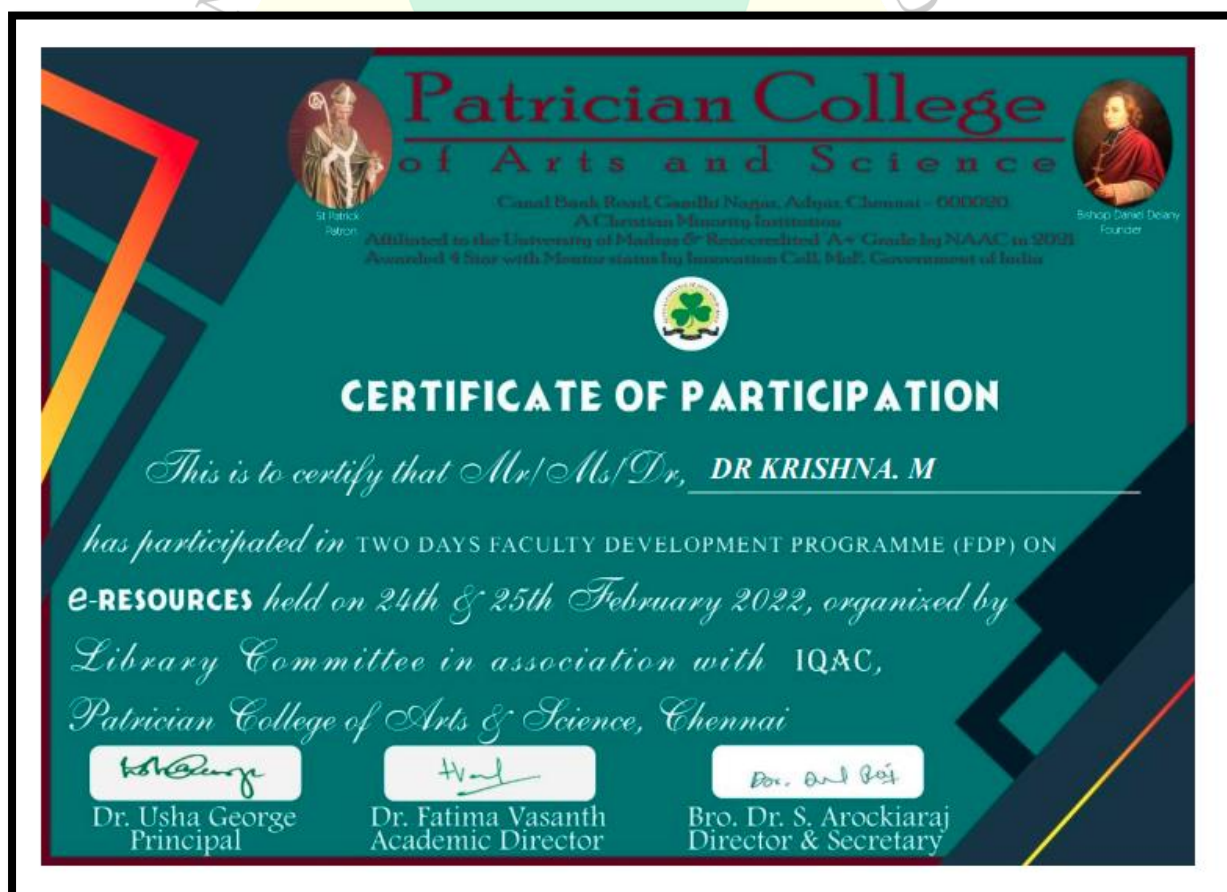 Patrician College
of Arts and Science
Canal Bank Road, Gandhi Nagar, Adyar, Chennai - 600020.
A Christian Minority Institution
Affiliated to the University of Madras & Reaccredited 'A+' Grade by NAAC in 2021
Awarded 4 Star with Mentor status by Innovation Cell, MoE, Government of India
St Patrick
Patron
Bishop Daniel Delany
Founder
CERTIFICATE OF PARTICIPATION
This is to certify that Mr/Ms/Dr, DR KRISHNA. M
has participated in TWO DAYS FACULTY DEVELOPMENT PROGRAMME (FDP) ON
e-RESOURCES held on 24th & 25th February 2022, organized by
Library Committee in association with IQAC,
Patrician College of Arts & Science, Chennai
Dr. Usha George
Principal
Dr. Fatima Vasanth
Academic Director
Bro. Dr. S. Arockiaraj
Director & Secretary